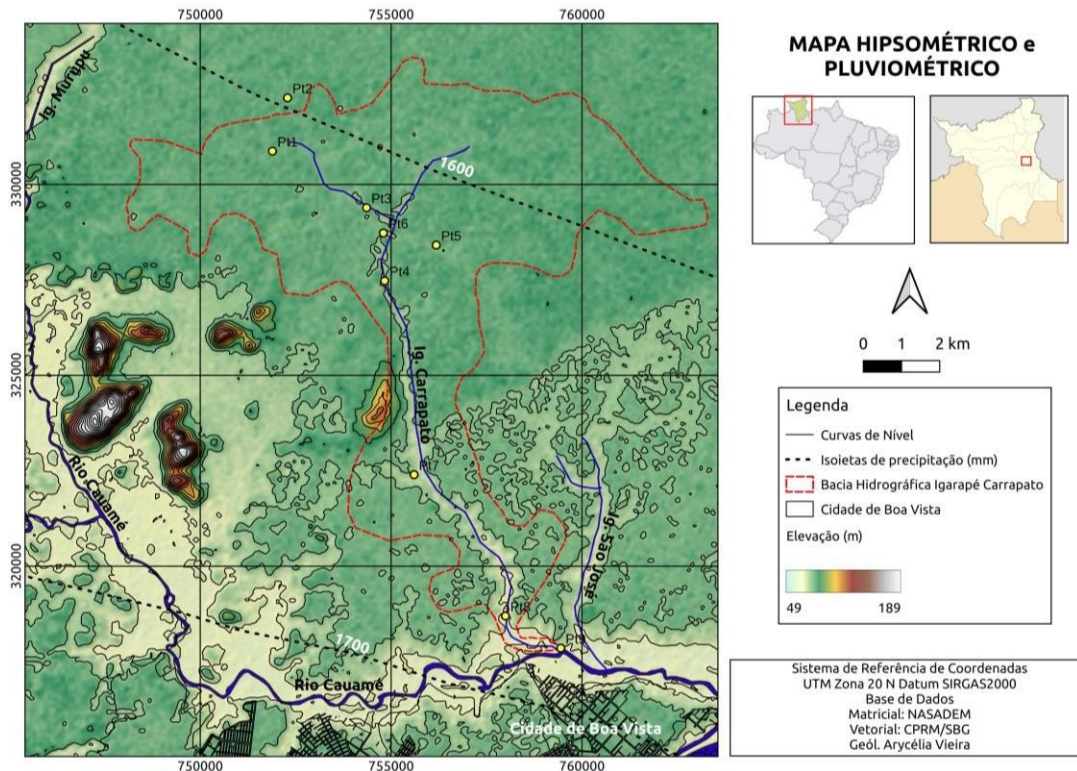 750000 755000 760000
MAPA HIPSOMÉTRICO e
PLUVIOMÉTRICO
Ig. Murupu
Pt2
Pt1
1600
330000
Pt3
Pt6
Pt5
Pt4
0 1 2 km
325000
Ig. Carrapato
Legenda
Curvas de Nível
Isoietas de precipitação (mm)
Bacia Hidrográfica Igarapé Carrapato
Cidade de Boa Vista
Elevação (m)
49 189
Rio Cauamé
Ig. São José
320000
1700
Rio Cauamé
Cidade de Boa Vista
Sistema de Referência de Coordenadas
UTM Zona 20 N Datum SIRGAS2000
Base de Dados
Matricial: NASADEM
Vetorial: CPRM/SBG
Geól. Arycélia Vieira
750000 755000 760000